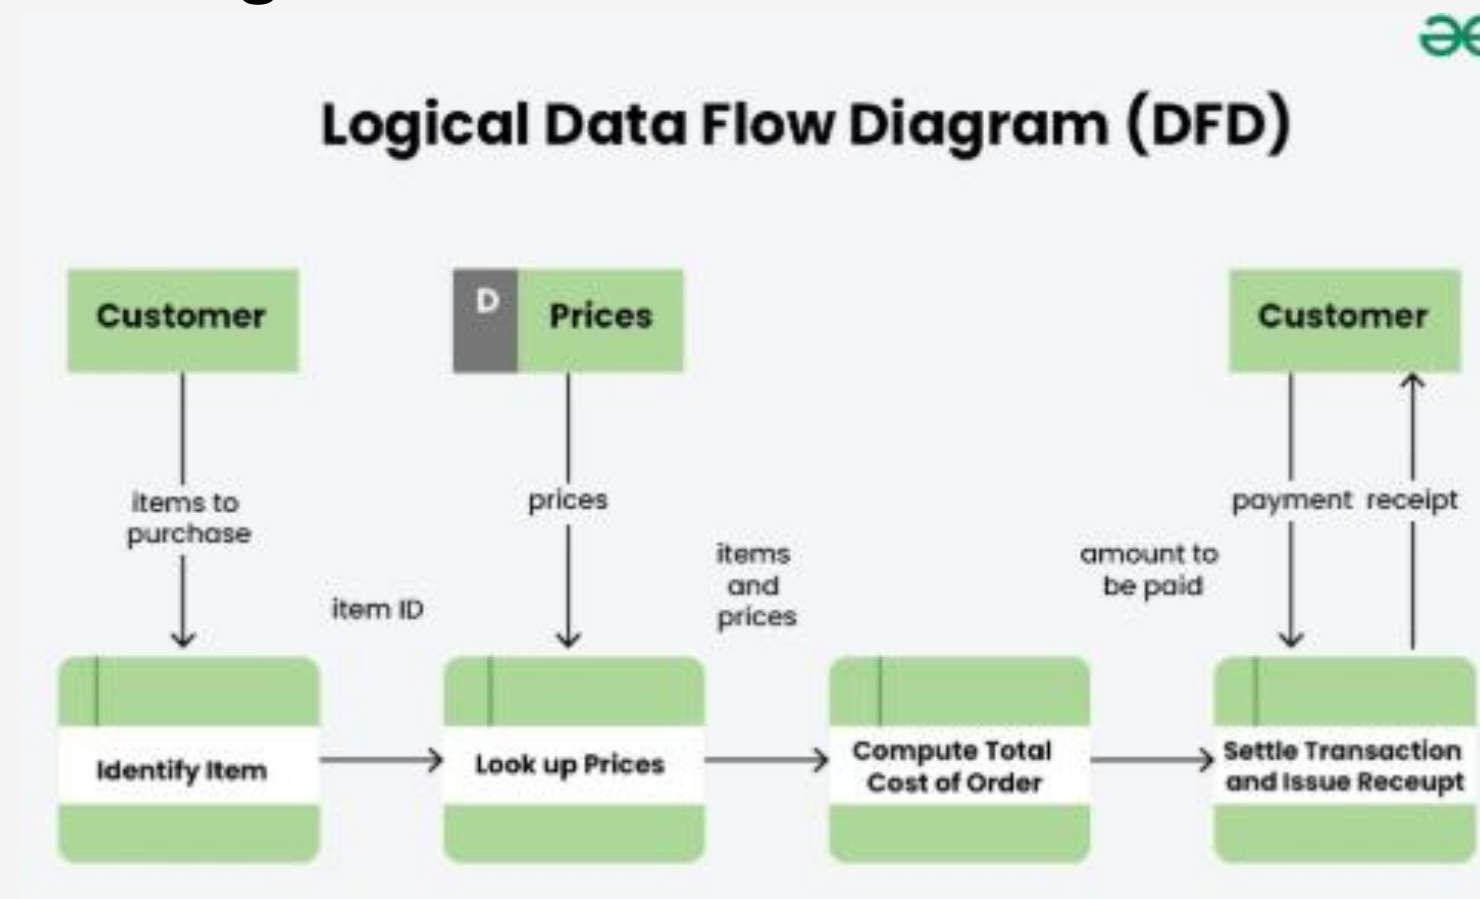 Logical Data Flow Diagram (DFD)
Customer
D
Prices
Customer
items to
purchase
prices
payment
receipt
item ID
items
and
prices
amount to
be paid
Identify Item
Look up Prices
Compute Total
Cost of Order
Settle Transaction
and Issue Receupt